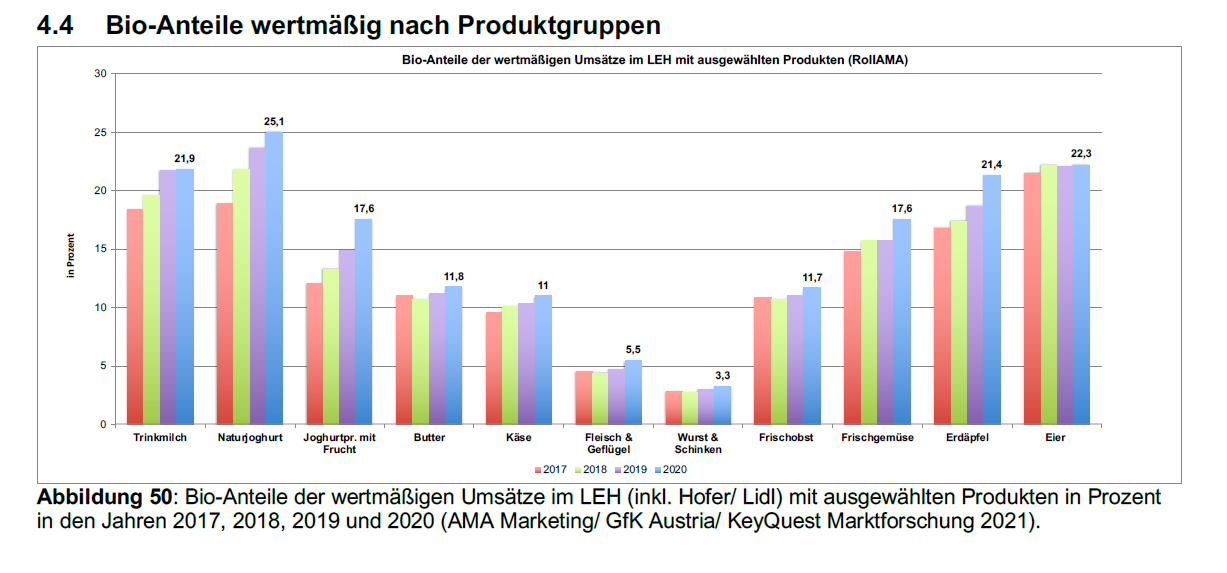 4.4 Bio-Anteile wertmäßig nach Produktgruppen
Bio-Anteile der wertmäßigen Umsätze im LEH mit ausgewählten Produkten (RollAMA)
in Prozent
30
25
20
15
10
5
0
21,9
25,1
17,6
11,8
11
5,5
3,3
11,7
17,6
21,4
22,3
Trinkmilch
Naturjoghurt
Joghurtpr. mit
Frucht
Butter
Käse
Fleisch &
Geflügel
Wurst &
Schinken
Frischobst
Frischgemüse
Erdäpfel
Eier
2017 2018 2019 2020
Abbildung 50: Bio-Anteile der wertmäßigen Umsätze im LEH (inkl. Hofer/ Lidl) mit ausgewählten Produkten in Prozent
in den Jahren 2017, 2018, 2019 und 2020 (AMA Marketing/ GfK Austria/ KeyQuest Marktforschung 2021).